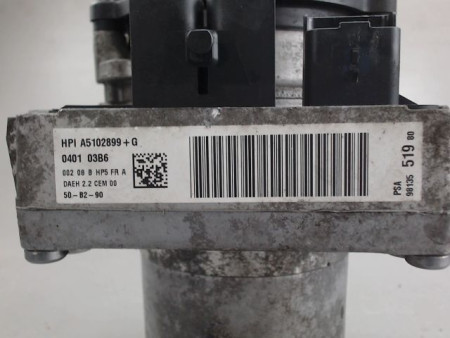 HPI A5102899+G
0401 03B6
002 08 B HP5 FR A
DAEH 2.2 CEM 00
50-B2-90
PSA
98135 519 80